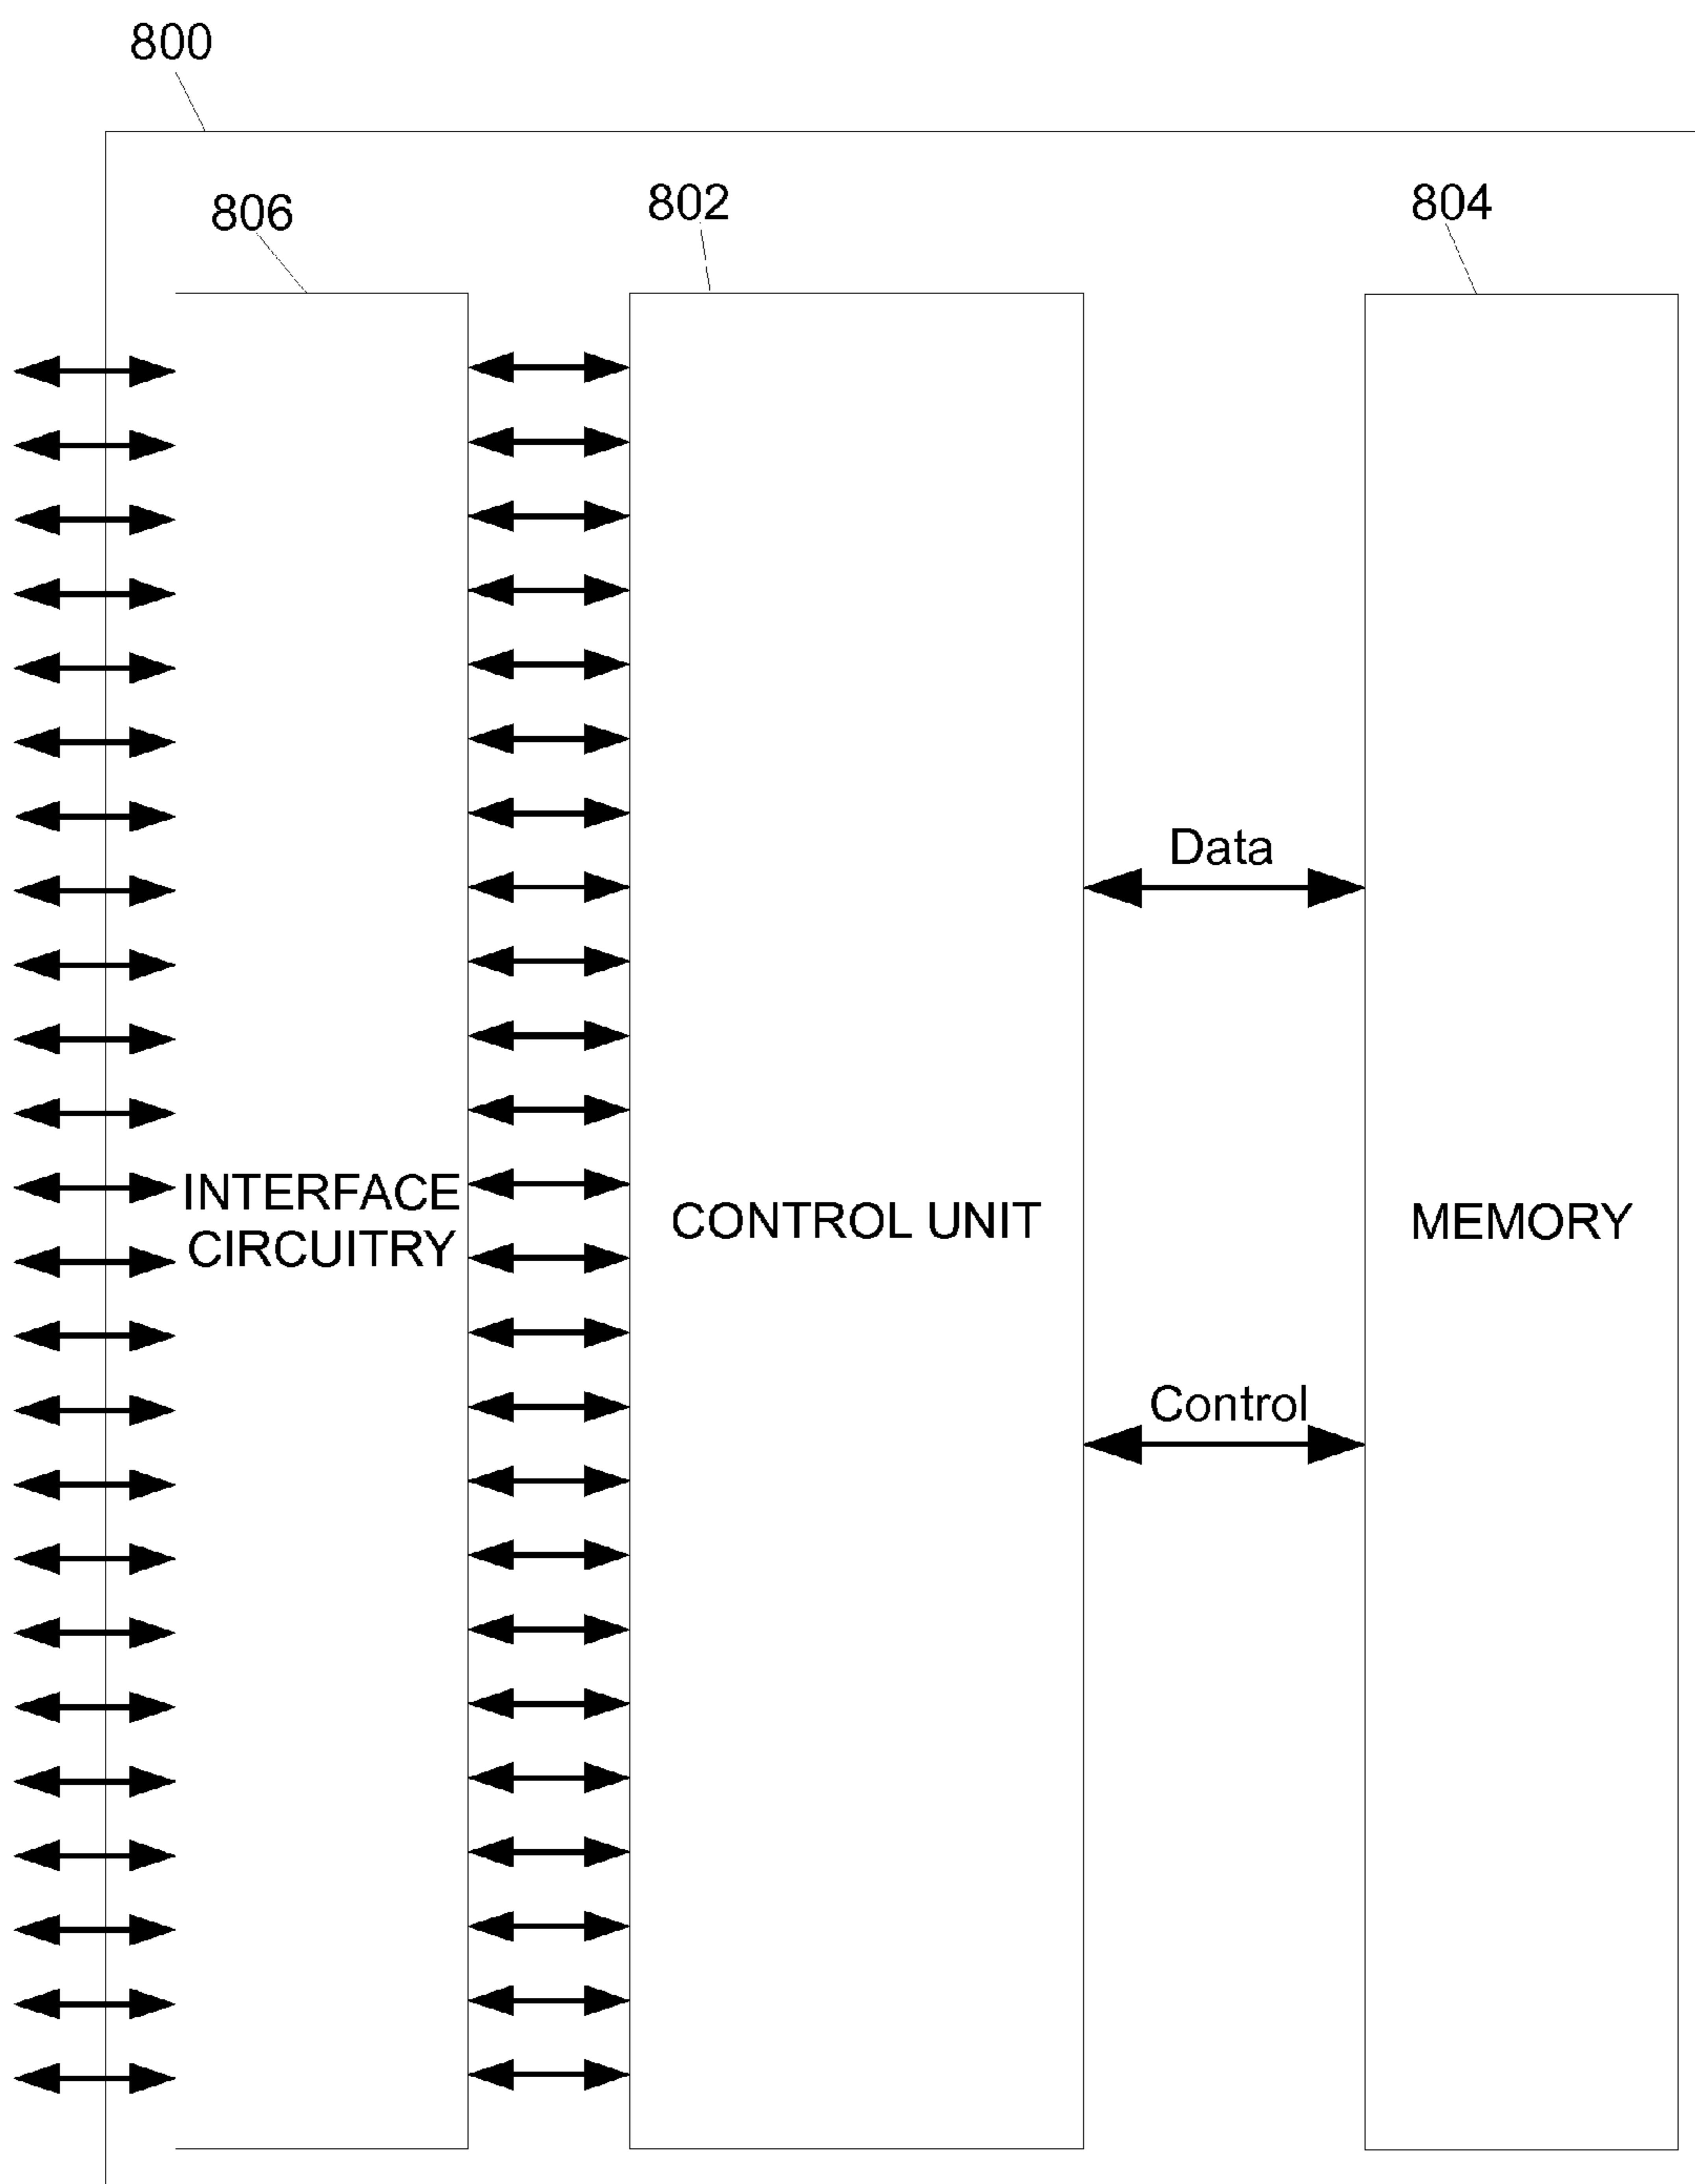 800
806
802
804
Data
INTERFACE
CIRCUITRY
CONTROL UNIT
MEMORY
Control